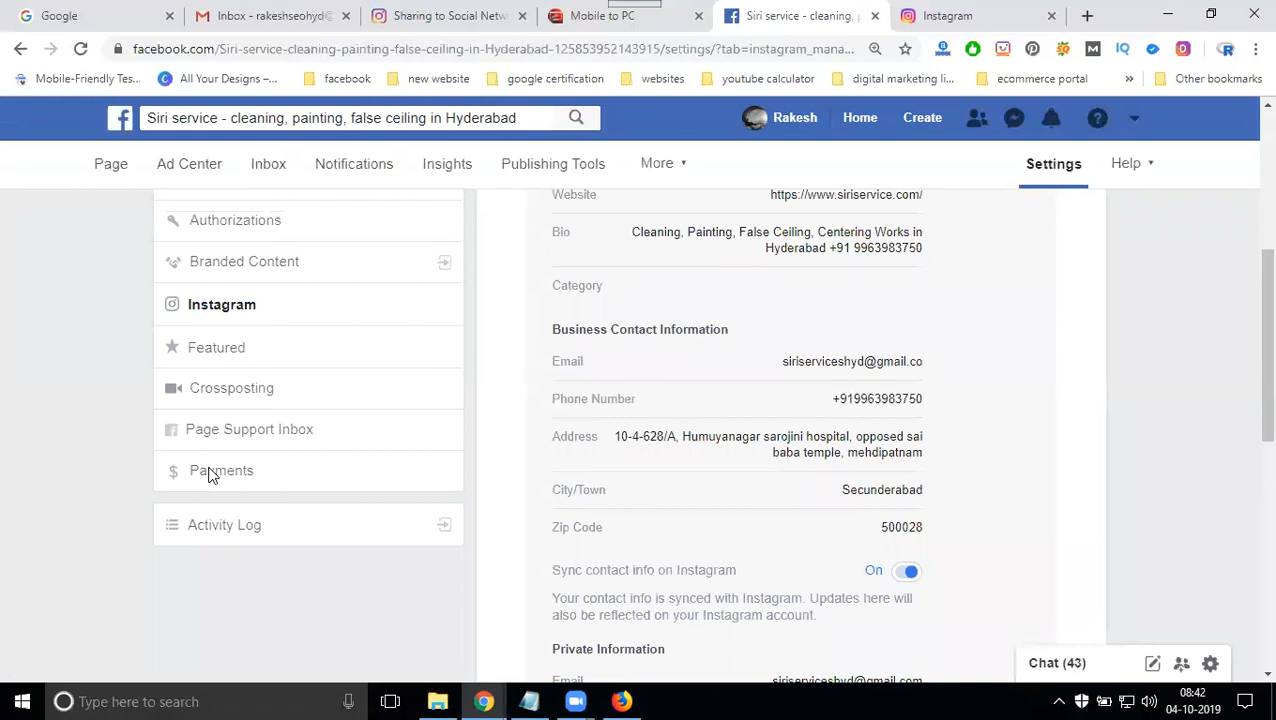 Google
Inbox - rakeshreohyd@
Sharing to Social Netw
Mobile to PC
Siri service - cleaning, p
Instagram
facebook.com/Siri-service-cleaning-painting-false-ceiling-in-Hyderabad-125853952143915/settings/?tab=instagram_mana...
Mobile-Friendly Tes...
All Your Designs –...
facebook
new website
google certification
websites
youtube calculator
digital marketing li...
ecommerce portal
»
Other bookmarks
Siri service - cleaning, painting, false ceiling in Hyderabad
Rakesh
Home
Create
Page
Ad Center
Inbox
Notifications
Insights
Publishing Tools
More
Settings
Help
Authorizations
Branded Content
Instagram
Featured
Crossposting
Page Support Inbox
Payments
Activity Log
Website
https://www.siriservice.com/
Bio
Cleaning, Painting, False Ceiling, Centering Works in
Hyderabad +91 9963983750
Category
Business Contact Information
Email
siriserviceshyd@gmail.co
Phone Number
+919963983750
Address
10-4-628/A, Humuyanagar sarojini hospital, opposed sai
baba temple, mehdipatnam
City/Town
Secunderabad
Zip Code
500028
Sync contact info on Instagram
On
Your contact info is synced with Instagram. Updates here will
also be reflected on your Instagram account.
Private Information
Email
siriserviceshyd@gmail.com
Chat (43)
Type here to search
08:42
04-10-2019